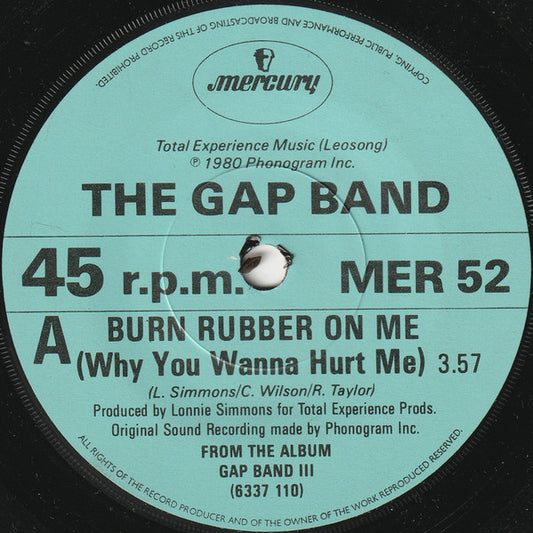 COPYING, PUBLIC PERFORMANCE AND BROADCASTING OF THIS RECORD PROHIBITED.
mercury
Total Experience Music (Leosong)
℗ 1980 Phonogram Inc.
THE GAP BAND
45 r.p.m. MER 52
A BURN RUBBER ON ME
(Why You Wanna Hurt Me) 3.57
(L. Simmons/C. Wilson/R. Taylor)
Produced by Lonnie Simmons for Total Experience Prods.
Original Sound Recording made by Phonogram Inc.
FROM THE ALBUM
GAP BAND III
(6337 110)
ALL RIGHTS OF THE RECORD PRODUCER AND OF THE OWNER OF THE WORK REPRODUCED RESERVED.